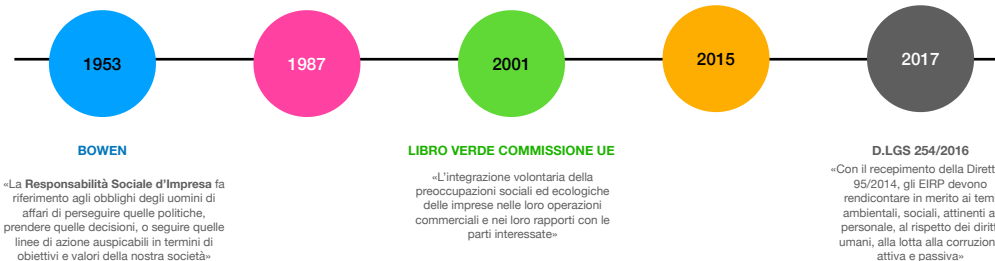 1953
1987
2001
2015
2017
BOWEN
«La Responsabilità Sociale d'Impresa fa
riferimento agli obblighi degli uomini di
affari di perseguire quelle politiche,
prendere quelle decisioni, o seguire quelle
linee di azione auspicabili in termini di
obiettivi e valori della nostra società»
LIBRO VERDE COMMISSIONE UE
«L'integrazione volontaria della
preoccupazioni sociali ed ecologiche
delle imprese nelle loro operazioni
commerciali e nei loro rapporti con le
parti interessate»
D.LGS 254/2016
«Con il recepimento della
95/2014, gli EIRP devono
rendicontare in merito ai
ambientali, sociali, attinenti
personale, al rispetto dei
umani, alla lotta alla
attiva e passiva»